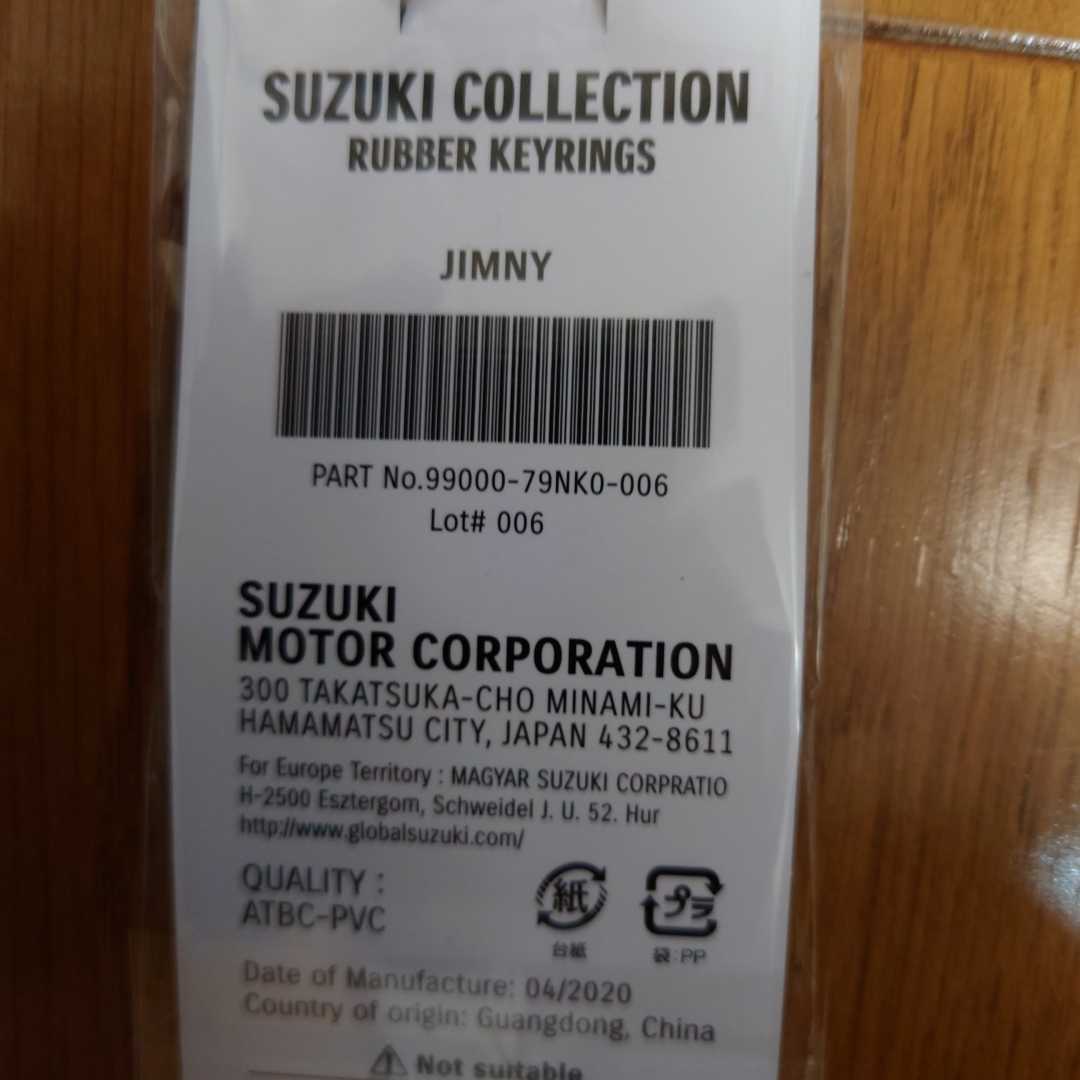 SUZUKI COLLECTION
RUBBER KEYRINGS
JIMNY
PART No.99000-79NK0-006
Lot# 006
SUZUKI
MOTOR CORPORATION
300 TAKATSUKA-CHO MINAMI-KU
HAMAMATSU CITY, JAPAN 432-8611
For Europe Territory : MAGYAR SUZUKI CORPRATIO
H-2500 Esztergom, Schweidel J. U. 52. Hur
http://www.globalsuzuki.com/
QUALITY :
ATBC-PVC
紙 プラ
台紙 袋:PP
Date of Manufacture: 04/2020
Country of origin: Guangdong, China
Not suitable